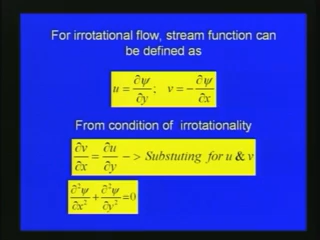 For irrotational flow, stream function can
be defined as
u = ∂ψ/∂y; v = −∂ψ/∂x
From condition of irrotationality
∂v/∂x = ∂u/∂y −> Substuting for u & v
∂²ψ/∂x² + ∂²ψ/∂y² = 0